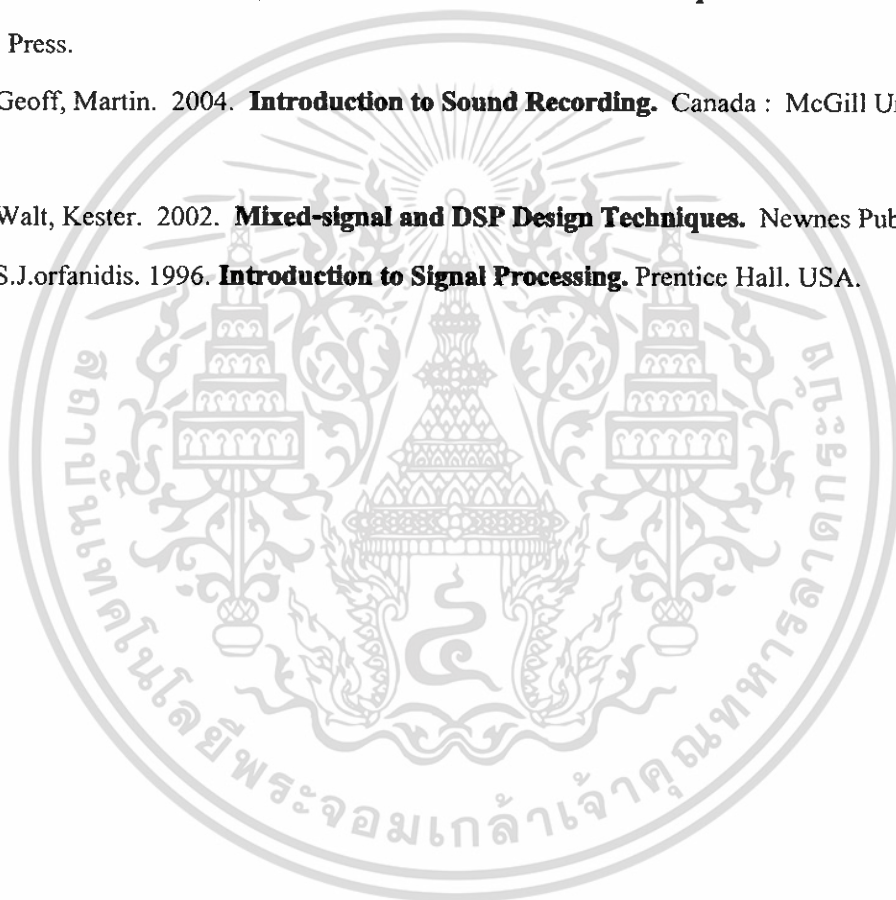 Press.
Geoff, Martin. 2004. Introduction to Sound Recording. Canada : McGill
Walt, Kester. 2002. Mixed-signal and DSP Design Techniques. Newnes
S.J.orfanidis. 1996. Introduction to Signal Processing. Prentice Hall. USA.
สถาบันเทคโนโลยีพระจอมเกล้าเจ้าคุณทหารลาดกระบัง